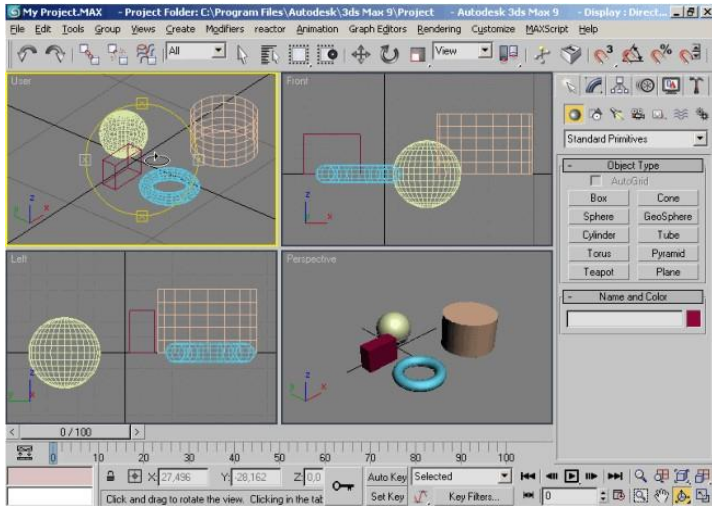 My Project.MAX - Project Folder: C:\Program Files\Autodesk\3ds Max 9\Project - Autodesk 3ds Max 9 - Display : Direct...
File Edit Tools Group Views Create Modifiers reactor Animation Graph Editors Rendering Customize MAXScript Help
All View
User Front
Standard Primitives
- Object Type
AutoGrid
Box Cone
Sphere GeoSphere
Cylinder Tube
Torus Pyramid
Teapot Plane
Left Perspective
- Name and Color
< 0 / 100 >
0 10 20 30 40 50 60 70 80 90 100
X: 27,496 Y: -28,162 Z: 0,0 Auto Key Selected
Click and drag to rotate the view. Clicking in the tab Set Key Key Filters... 0